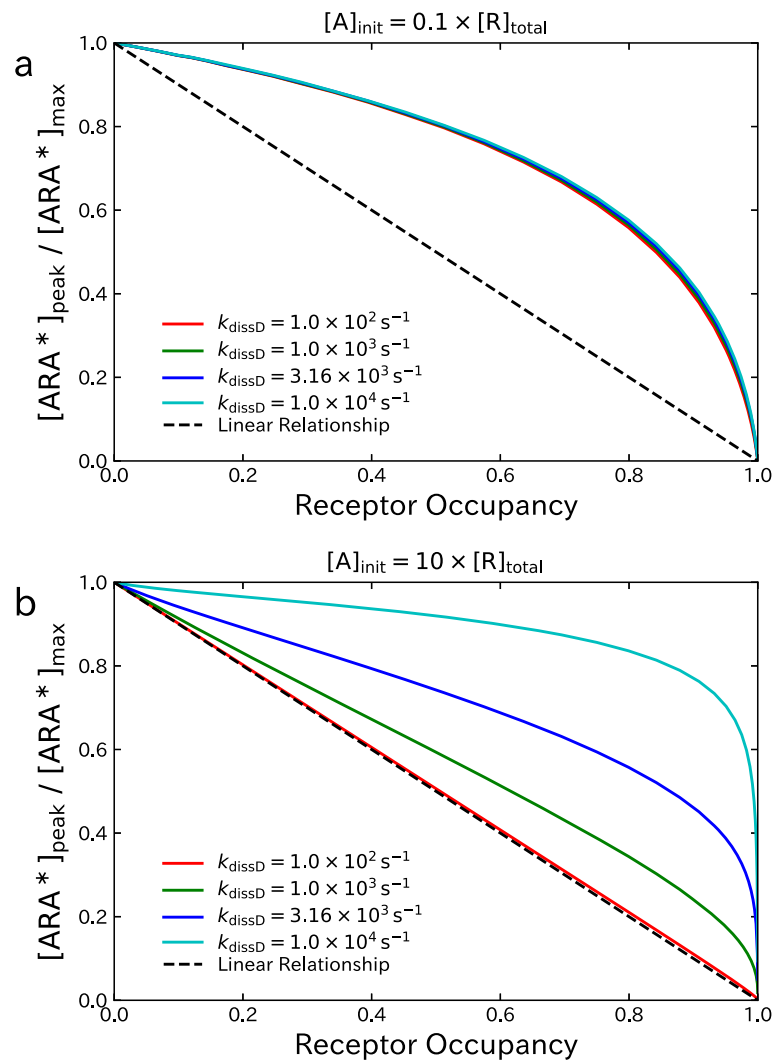 [A]init = 0.1 × [R]total
a
[ARA*]peak / [ARA*]max
1.0
0.8
0.6
0.4
0.2
0.0
kdissD = 1.0 × 10² s⁻¹
kdissD = 1.0 × 10³ s⁻¹
kdissD = 3.16 × 10³ s⁻¹
kdissD = 1.0 × 10⁴ s⁻¹
Linear Relationship
0.0 0.2 0.4 0.6 0.8 1.0
Receptor Occupancy
[A]init = 10 × [R]total
b
[ARA*]peak / [ARA*]max
1.0
0.8
0.6
0.4
0.2
0.0
kdissD = 1.0 × 10² s⁻¹
kdissD = 1.0 × 10³ s⁻¹
kdissD = 3.16 × 10³ s⁻¹
kdissD = 1.0 × 10⁴ s⁻¹
Linear Relationship
0.0 0.2 0.4 0.6 0.8 1.0
Receptor Occupancy